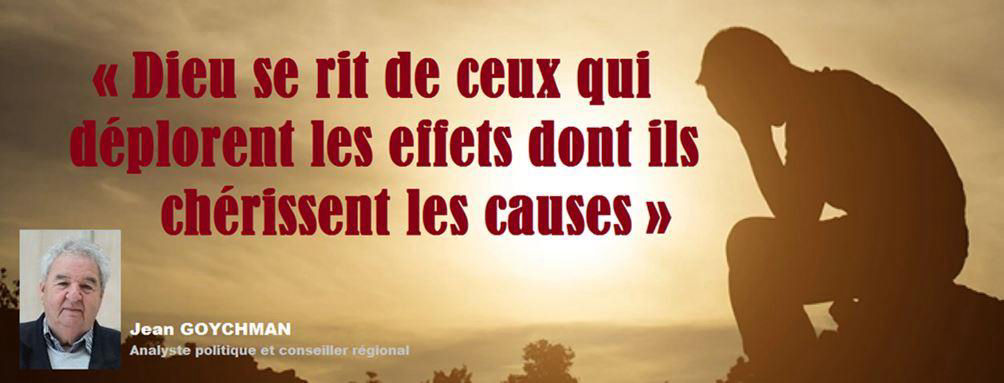 « Dieu se rit de ceux qui
déplorent les effets dont ils
chérissent les causes »
Jean GOYCHMAN
Analyste politique et conseiller régional